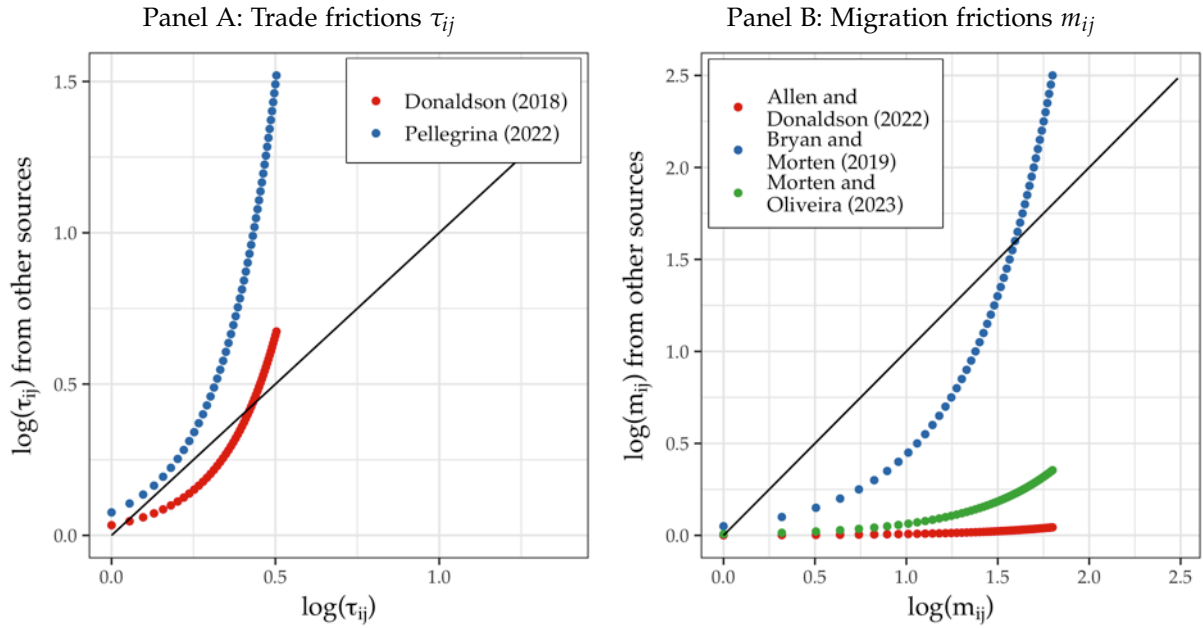 Panel A: Trade frictions τij
Panel B: Migration frictions mij
Donaldson (2018)
Pellegrina (2022)
1.5
1.0
0.5
0.0
log(τij) from other sources
0.0
0.5
1.0
log(τij)
Allen and
Donaldson (2022)
Bryan and
Morten (2019)
Morten and
Oliveira (2023)
2.5
2.0
1.5
1.0
0.5
0.0
log(mij) from other sources
0.0
0.5
1.0
1.5
2.0
2.5
log(mij)